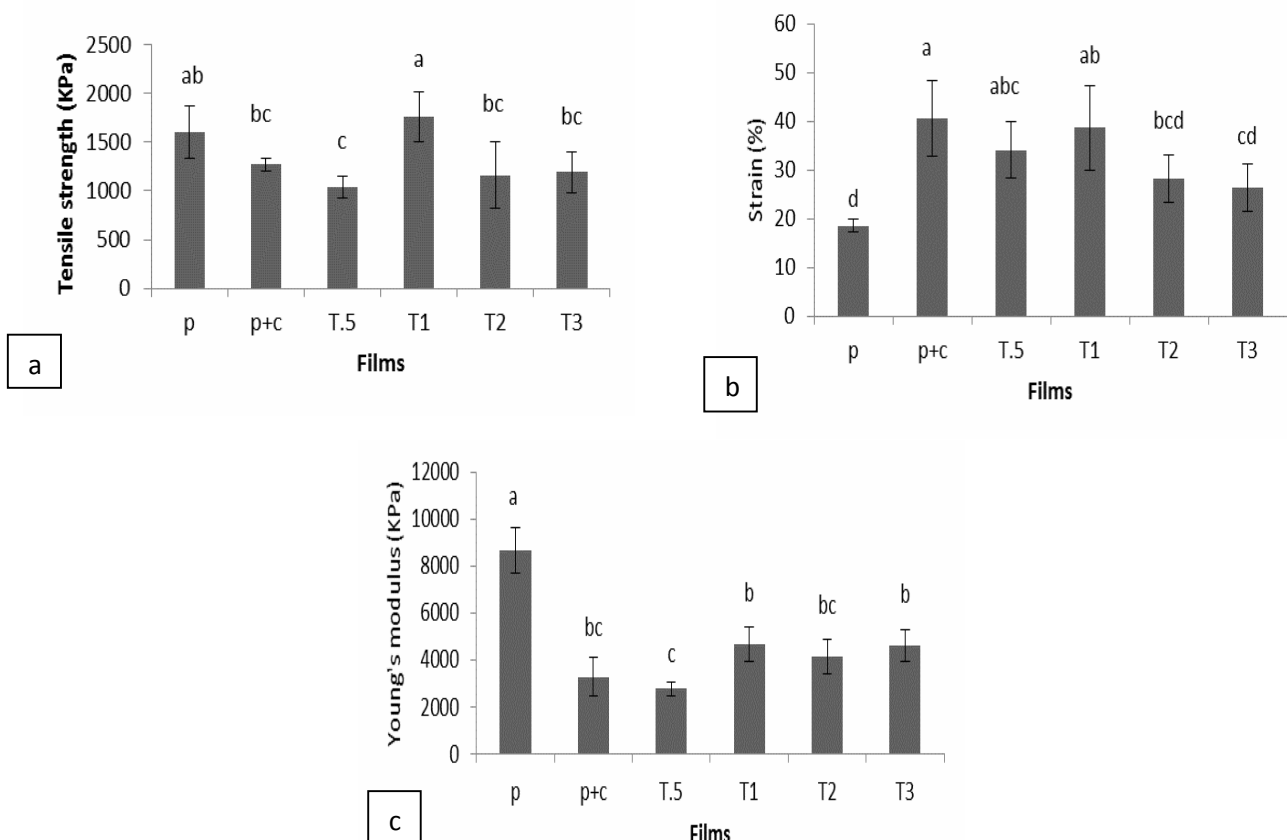 Tensile strength (KPa)
2500
2000
1500
1000
500
0
ab
bc
c
a
bc
bc
p
p+c
T.5
T1
T2
T3
Films
a
Strain (%)
60
50
40
30
20
10
0
d
a
abc
ab
bcd
cd
p
p+c
T.5
T1
T2
T3
Films
b
Young's modulus (KPa)
12000
10000
8000
6000
4000
2000
0
a
bc
c
b
bc
b
p
p+c
T.5
T1
T2
T3
Films
c